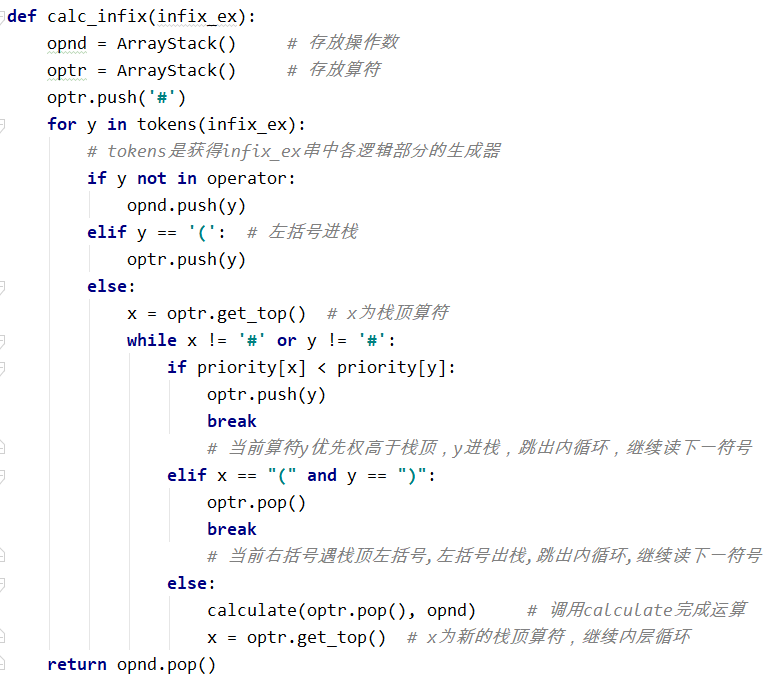 def calc_infix(infix_ex):
    opnd = ArrayStack()     # 存放操作数
    optr = ArrayStack()     # 存放算符
    optr.push('#')
    for y in tokens(infix_ex):
        # tokens是获得infix_ex串中各逻辑部分的生成器
        if y not in operator:
            opnd.push(y)
        elif y == '(':  # 左括号进栈
            optr.push(y)
        else:
            x = optr.get_top()  # x为栈顶算符
            while x != '#' or y != '#':
                if priority[x] < priority[y]:
                    optr.push(y)
                    break
                    # 当前算符y优先权高于栈顶，y进栈，跳出内循环，继续读下一符号
                elif x == "(" and y == ")":
                    optr.pop()
                    break
                    # 当前右括号遇栈顶左括号,左括号出栈,跳出内循环,继续读下一符号
                else:
                    calculate(optr.pop(), opnd)     # 调用calculate完成运算
                    x = optr.get_top()  # x为新的栈顶算符，继续内层循环
    return opnd.pop()